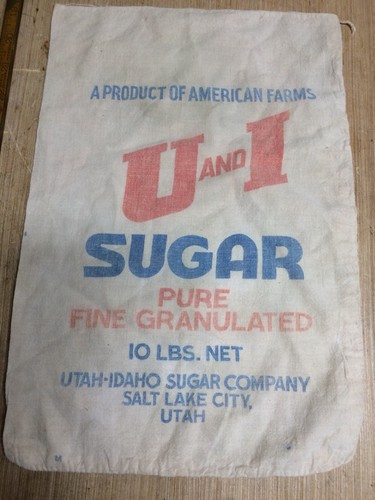 A PRODUCT OF AMERICAN FARMS
U AND I
SUGAR
PURE
FINE GRANULATED
10 LBS. NET
UTAH-IDAHO SUGAR COMPANY
SALT LAKE CITY,
UTAH